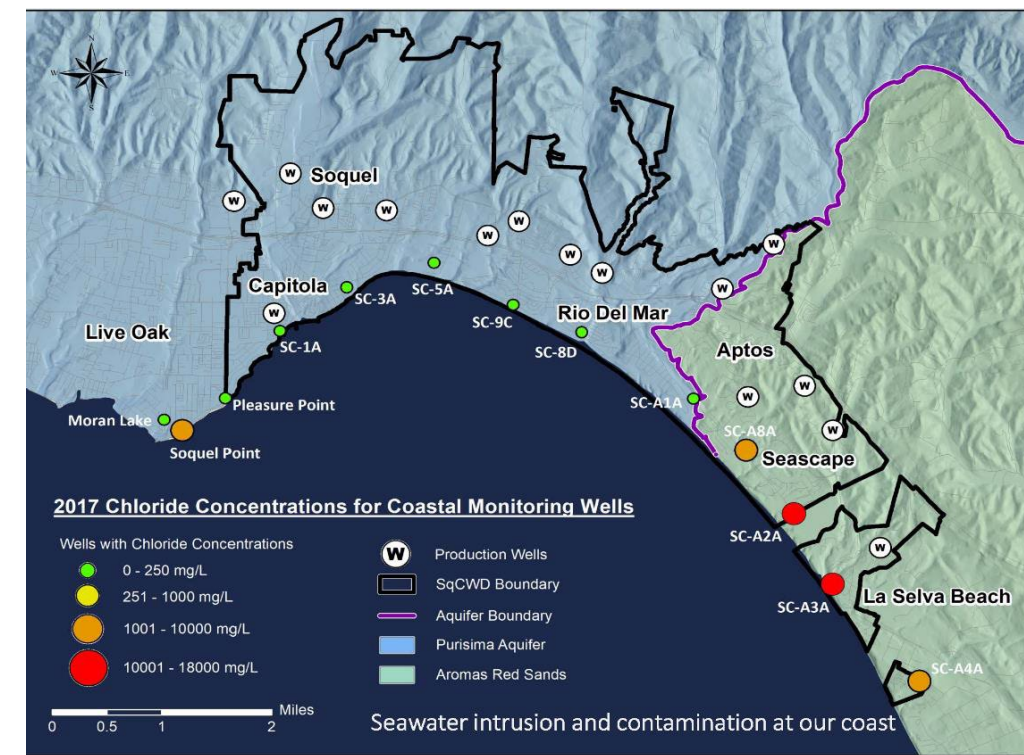 N
W
E
S
W
Soquel
W
W
W
W
W
W
W
W
W
SC-5A
Capitola
SC-3A
W
SC-9C
Rio Del Mar
Live Oak
W
SC-1A
SC-8D
Aptos
W
SC-A1A
W
Pleasure Point
Moran Lake
SC-A8A
W
Soquel Point
Seascape
2017 Chloride Concentrations for Coastal Monitoring Wells
SC-A2A
Wells with Chloride Concentrations
W
Production Wells
W
0 - 250 mg/L
SqCWD Boundary
SC-A3A
La Selva Beach
251 - 1000 mg/L
Aquifer Boundary
1001 - 10000 mg/L
Purisima Aquifer
10001 - 18000 mg/L
Aromas Red Sands
SC-A4A
Miles
0
0.5
1
2
Seawater intrusion and contamination at our coast